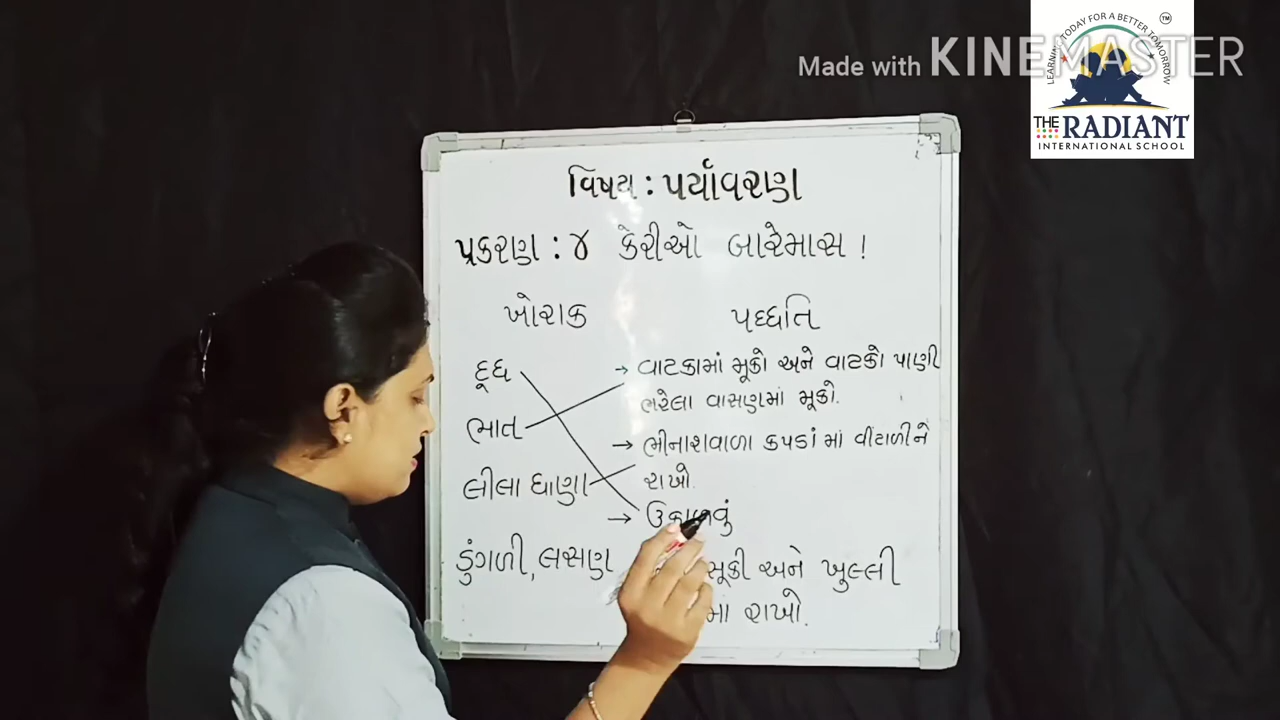 Made with KINEMASTER
LEARNING TODAY FOR A BETTER TOMORROW
TM
THE RADIANT
INTERNATIONAL SCHOOL
વિષય : પર્યાવરણ
પ્રકરણ : ૪ કેરીઓ બારેમાસ !
ખોરાક પદ્ધતિ
દૂધ → વાટકામાં મૂકો અને વાટકો પાણી
ભરેલા વાસણમાં મૂકો.
ભાત
→ ભીનાશવાળા કપડાં માં વીંટાળીને
લીલા ધાણા રાખો.
→ ઉકાળવું
ડુંગળી, લસણ સૂકી અને ખુલ્લી
માં રાખો.